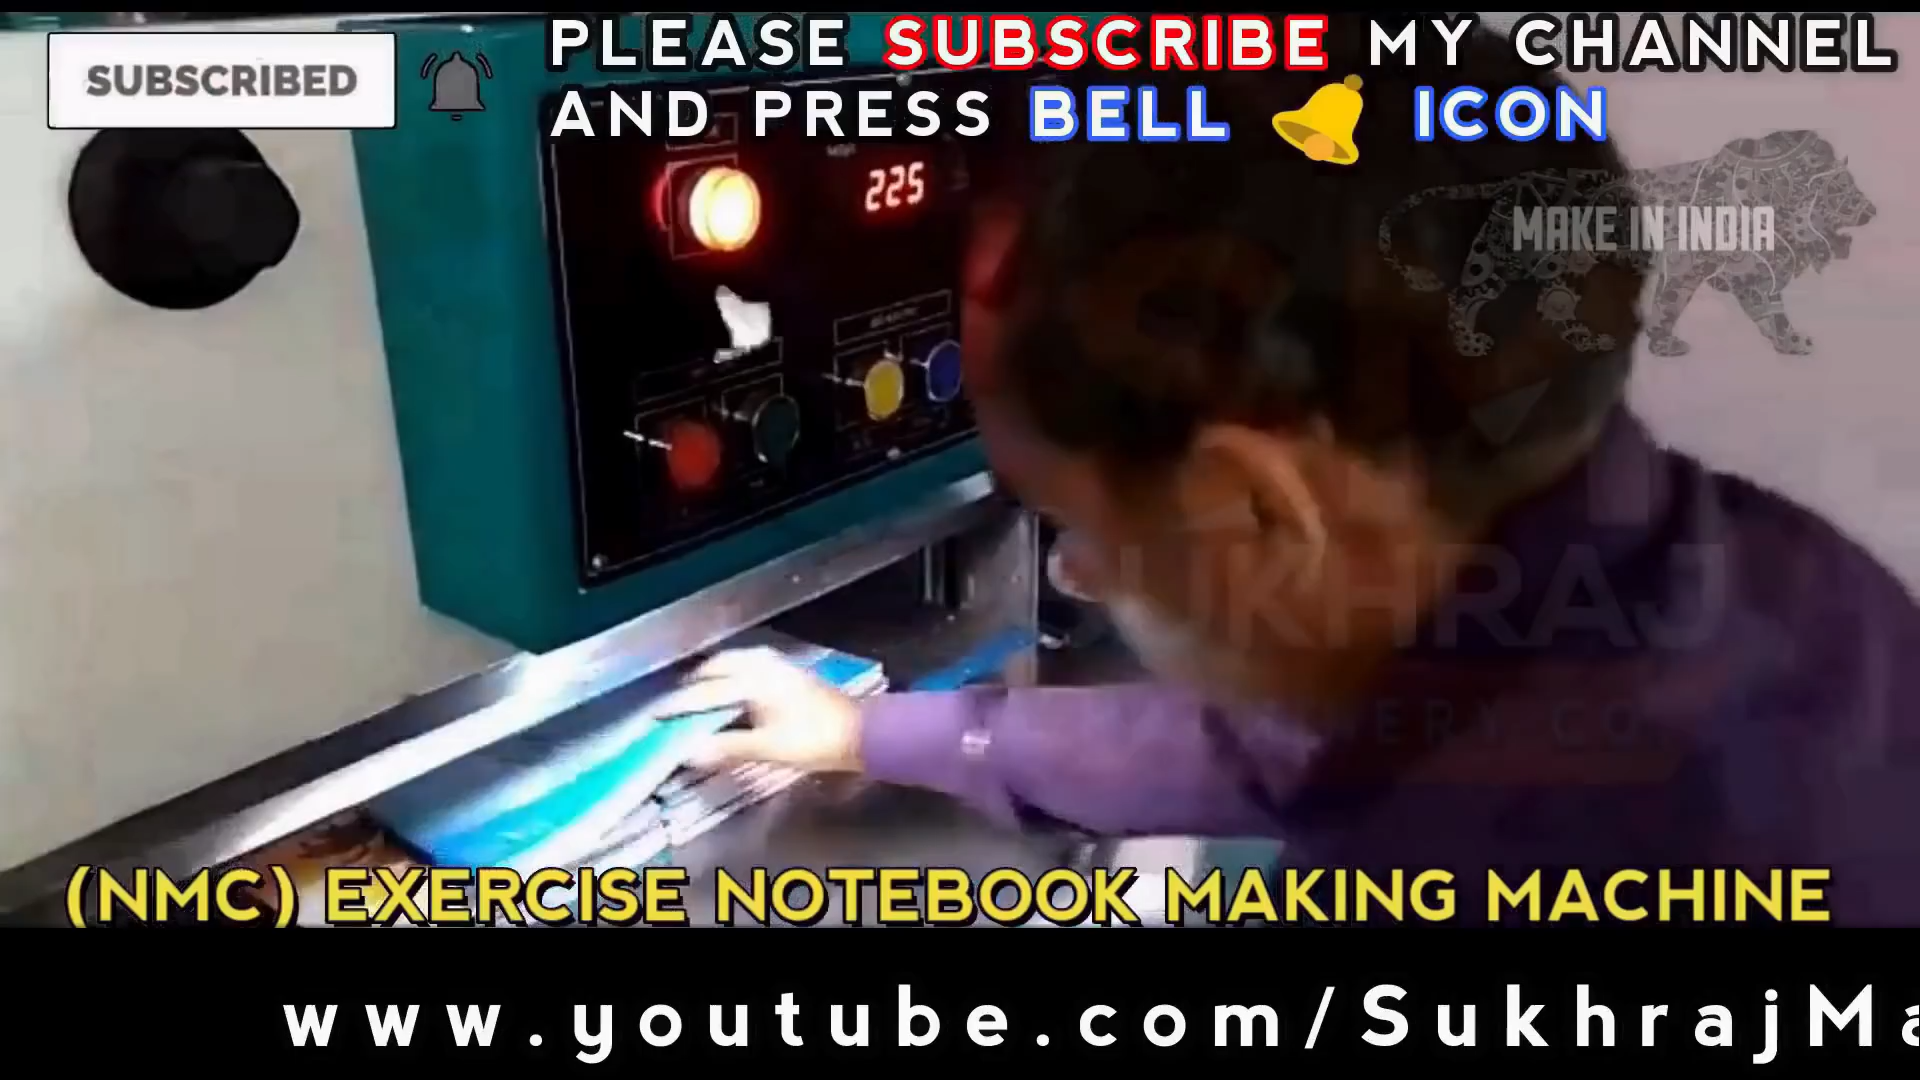 SUBSCRIBED
PLEASE SUBSCRIBE MY CHANNEL
AND PRESS BELL ICON
225
MAKE IN INDIA
SUKHRAJ
(NMC) EXERCISE NOTEBOOK MAKING MACHINE
www.youtube.com/SukhrajMa